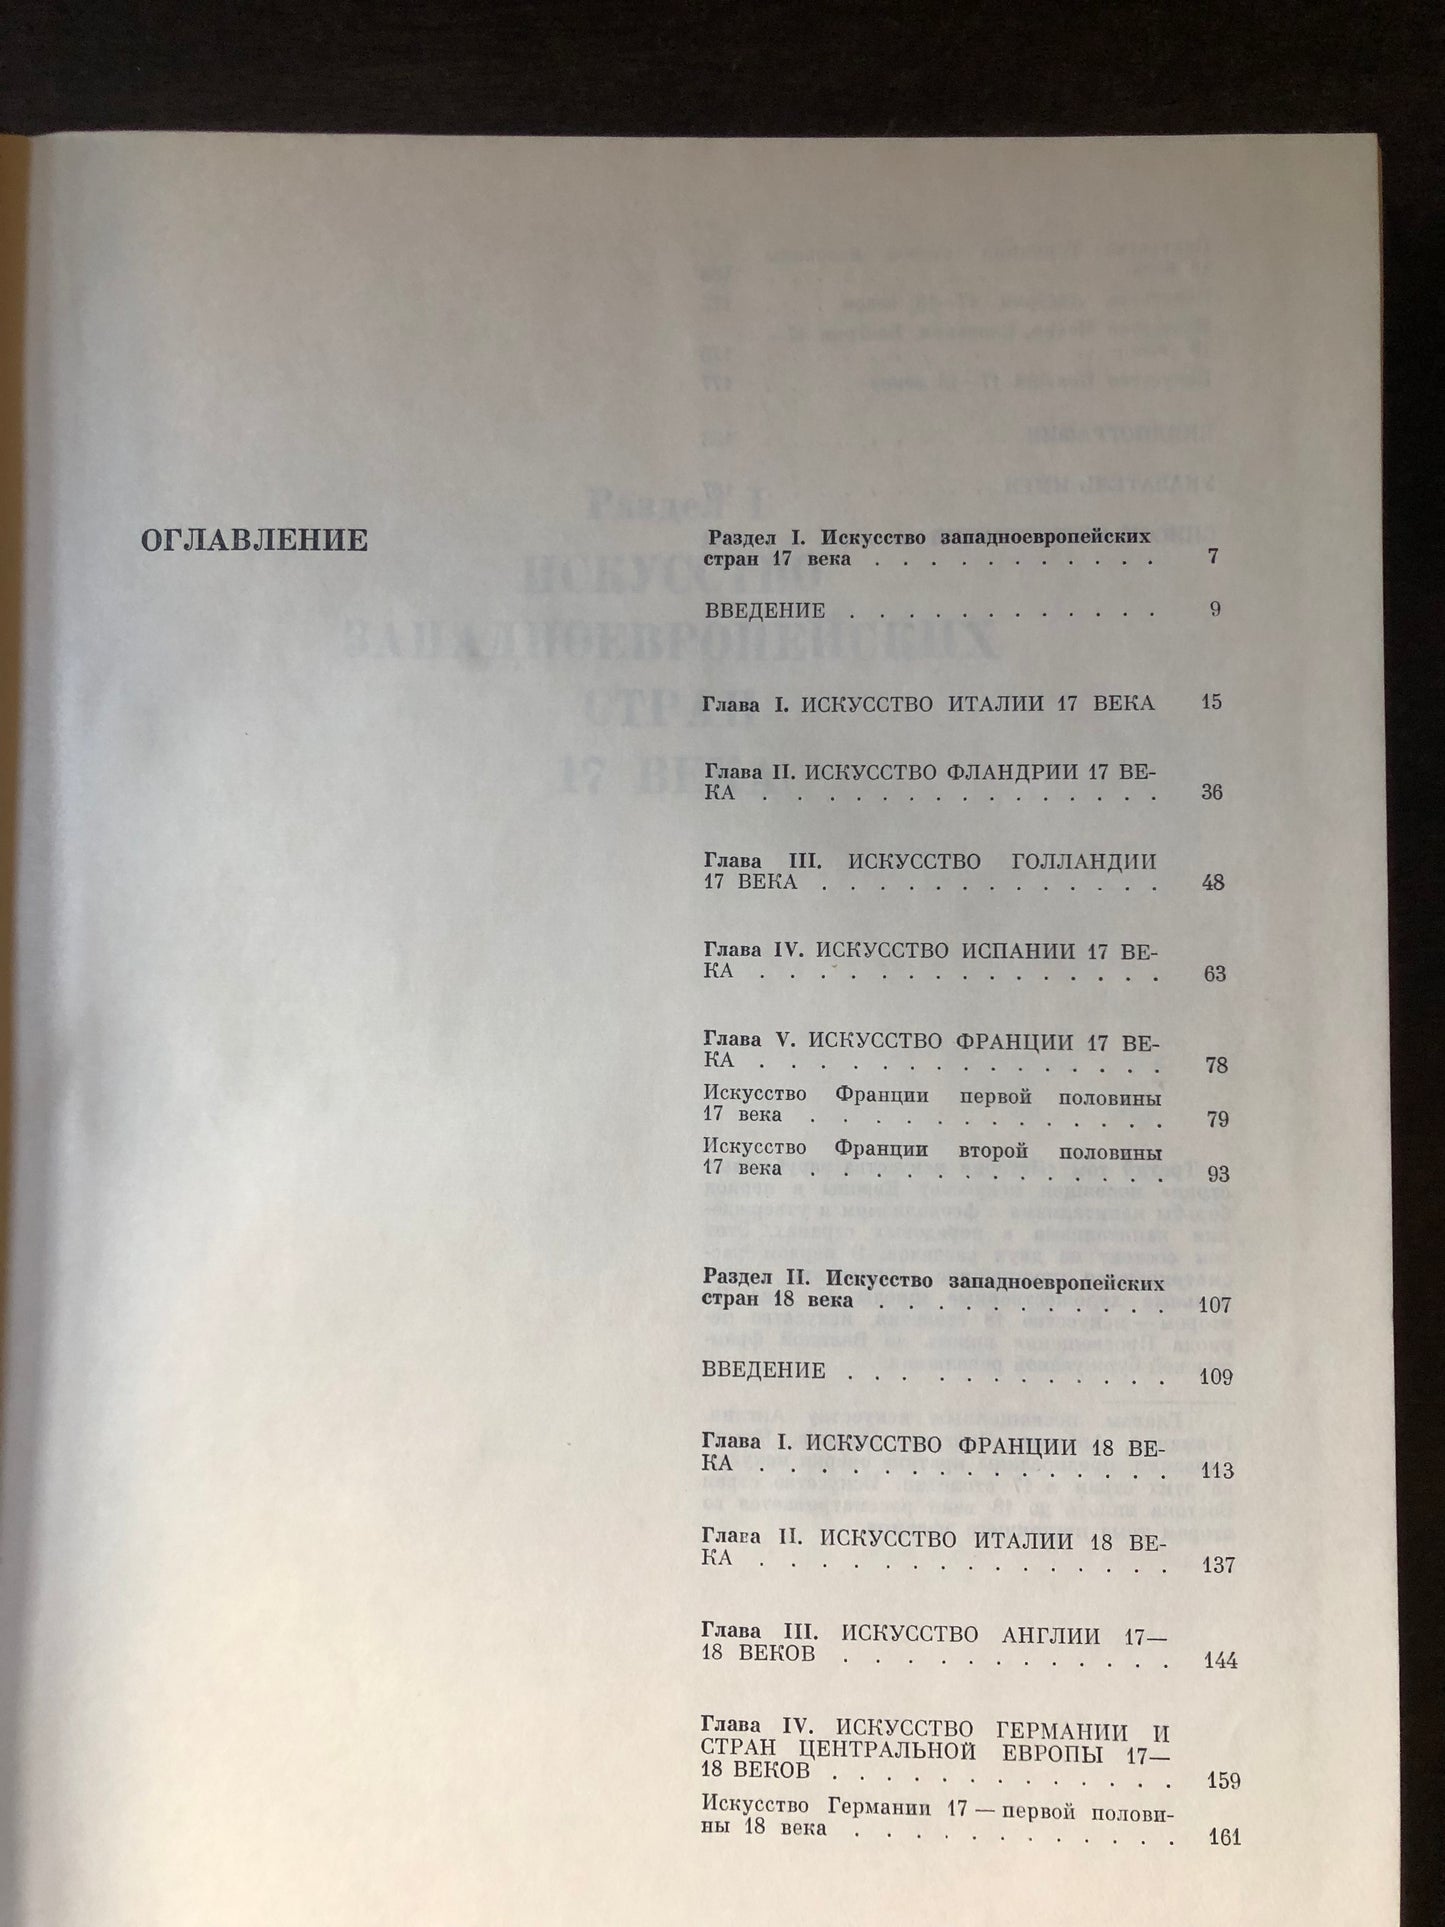 ОГЛАВЛЕНИЕ
Раздел I. Искусство западноевропейских
стран 17 века . . . . . . . . . . . 7
ВВЕДЕНИЕ . . . . . . . . . . . . 9
Глава I. ИСКУССТВО ИТАЛИИ 17 ВЕКА 15
Глава II. ИСКУССТВО ФЛАНДРИИ 17 ВЕ-
КА . . . . . . . . . . . . . . 36
Глава III. ИСКУССТВО ГОЛЛАНДИИ
17 ВЕКА . . . . . . . . . . . . . 48
Глава IV. ИСКУССТВО ИСПАНИИ 17 ВЕ-
КА . . . . . . . . . . . . . . 63
Глава V. ИСКУССТВО ФРАНЦИИ 17 ВЕ-
КА . . . . . . . . . . . . . . 78
Искусство Франции первой половины
17 века . . . . . . . . . . . . . 79
Искусство Франции второй половины
17 века . . . . . . . . . . . . . 93
Раздел II. Искусство западноевропейских
стран 18 века . . . . . . . . . . . 107
ВВЕДЕНИЕ . . . . . . . . . . . . 109
Глава I. ИСКУССТВО ФРАНЦИИ 18 ВЕ-
КА . . . . . . . . . . . . . . 113
Глава II. ИСКУССТВО ИТАЛИИ 18 ВЕ-
КА . . . . . . . . . . . . . . 137
Глава III. ИСКУССТВО АНГЛИИ 17—
18 ВЕКОВ . . . . . . . . . . . . 144
Глава IV. ИСКУССТВО ГЕРМАНИИ И
СТРАН ЦЕНТРАЛЬНОЙ ЕВРОПЫ 17—
18 ВЕКОВ . . . . . . . . . . . . . 159
Искусство Германии 17 — первой полови-
ны 18 века . . . . . . . . . . . . 161